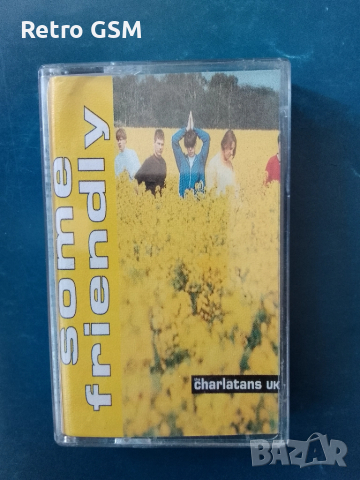 Retro GSM
some
friendly
the
charlatans UK
BAZAR